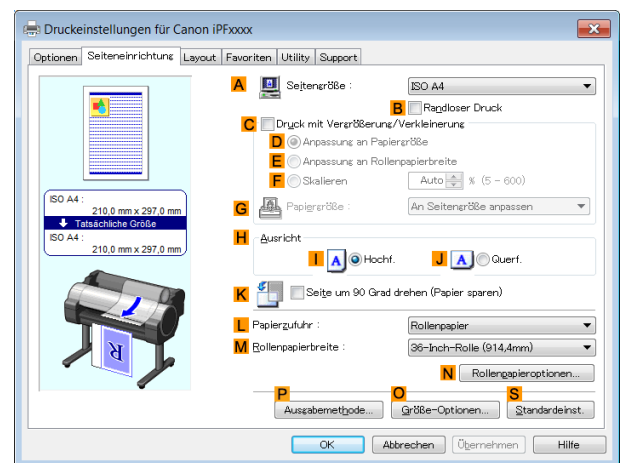 Druckeinstellungen für Canon iPFxxxx
Optionen Seiteneinrichtung Layout Favoriten Utility Support
A Seitengröße : ISO A4
B Randloser Druck
C Druck mit Vergrößerung/Verkleinerung
D Anpassung an Papiergröße
E Anpassung an Rollenpapierbreite
F Skalieren Auto % (5 - 600)
G Papiergröße : An Seitengröße anpassen
ISO A4 :
210,0 mm x 297,0 mm
Tatsächliche Größe
ISO A4 :
210,0 mm x 297,0 mm
H Ausricht
I A Hochf. J A Querf.
K Seite um 90 Grad drehen (Papier sparen)
L Papierzufuhr : Rollenpapier
M Rollenpapierbreite : 36-Inch-Rolle (914,4mm)
N Rollenpapieroptionen...
P O S
Ausgabemethode... Größe-Optionen... Standardeinst.
R
OK Abbrechen Übernehmen Hilfe